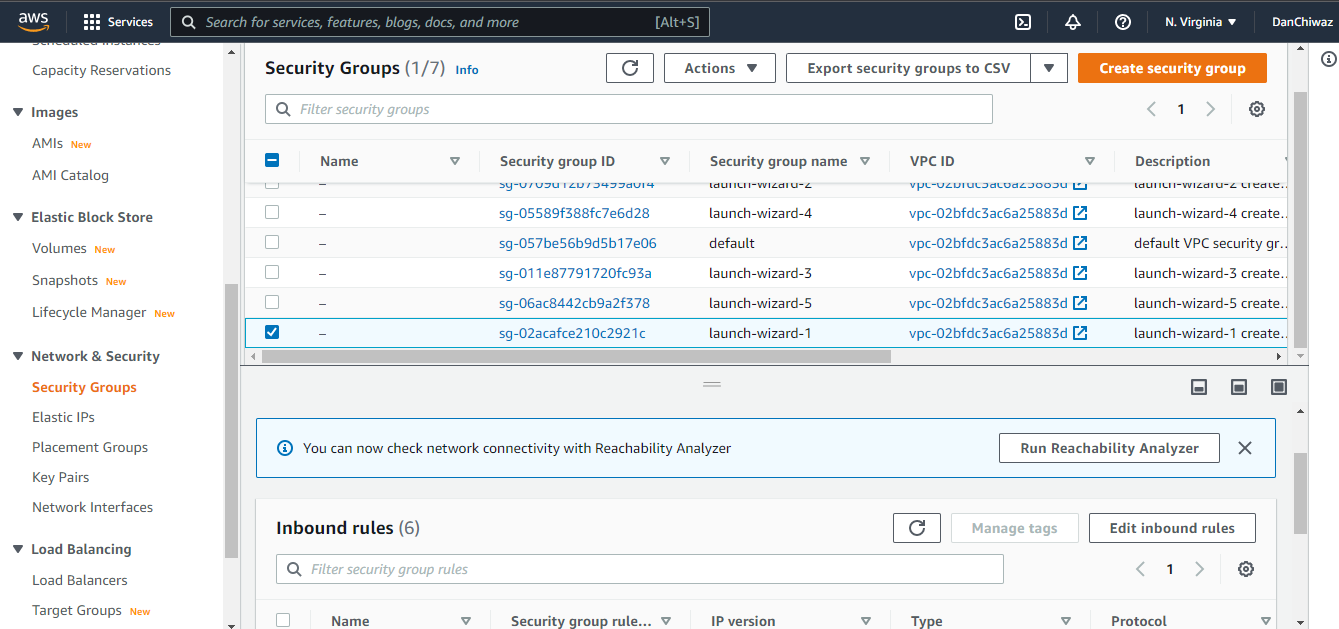 aws Services Search for services, features, blogs, docs, and more [Alt+S] N. Virginia DanChiwaz
Scheduled Instances
Capacity Reservations
Images
AMIs New
AMI Catalog
Elastic Block Store
Volumes New
Snapshots New
Lifecycle Manager New
Network & Security
Security Groups
Elastic IPs
Placement Groups
Key Pairs
Network Interfaces
Load Balancing
Load Balancers
Target Groups New
Security Groups (1/7) Info Actions Export security groups to CSV Create security group
Filter security groups 1
Name Security group ID Security group name VPC ID Description
– sg-0709d12b73499a0f4 launch-wizard-2 vpc-02bfdc3ac6a25883d launch-wizard-2 create...
– sg-05589f388fc7e6d28 launch-wizard-4 vpc-02bfdc3ac6a25883d launch-wizard-4 create...
– sg-057be56b9d5b17e06 default vpc-02bfdc3ac6a25883d default VPC security gr...
– sg-011e87791720fc93a launch-wizard-3 vpc-02bfdc3ac6a25883d launch-wizard-3 create...
– sg-06ac8442cb9a2f378 launch-wizard-5 vpc-02bfdc3ac6a25883d launch-wizard-5 create...
– sg-02acafce210c2921c launch-wizard-1 vpc-02bfdc3ac6a25883d launch-wizard-1 create...
You can now check network connectivity with Reachability Analyzer Run Reachability Analyzer
Inbound rules (6) Manage tags Edit inbound rules
Filter security group rules 1
Name Security group rule... IP version Type Protocol